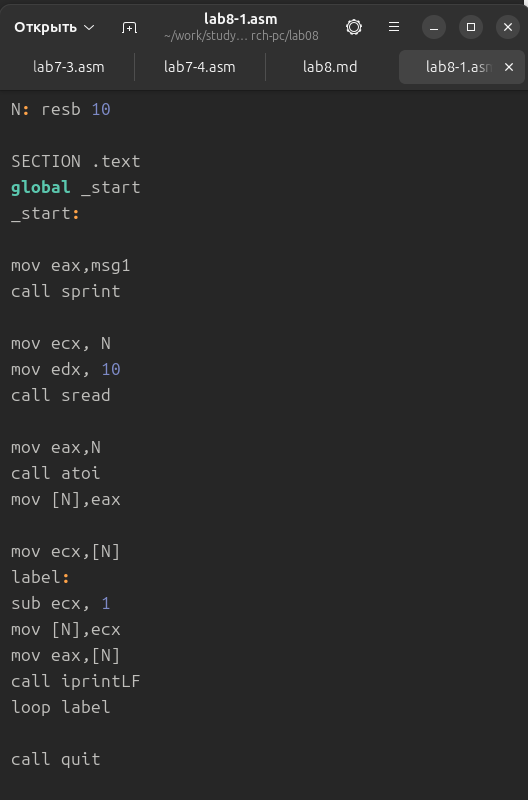 Открыть
lab8-1.asm
~/work/study… rch-pc/lab08
lab7-3.asm
lab7-4.asm
lab8.md
lab8-1.asm
N: resb 10
SECTION .text
global _start
_start:
mov eax,msg1
call sprint
mov ecx, N
mov edx, 10
call sread
mov eax,N
call atoi
mov [N],eax
mov ecx,[N]
label:
sub ecx, 1
mov [N],ecx
mov eax,[N]
call iprintLF
loop label
call quit